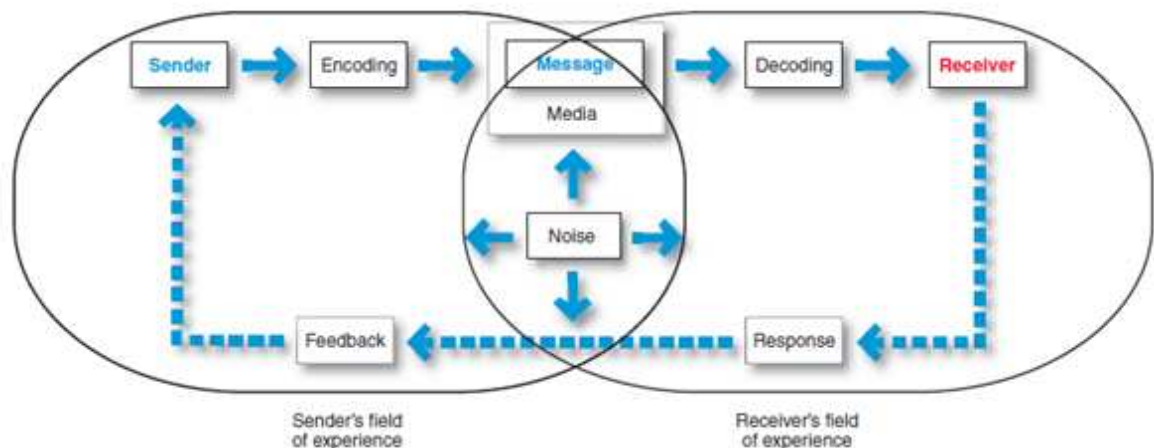 Sender
Encoding
Message
Decoding
Receiver
Media
Noise
Feedback
Response
Sender's field
of experience
Receiver's field
of experience